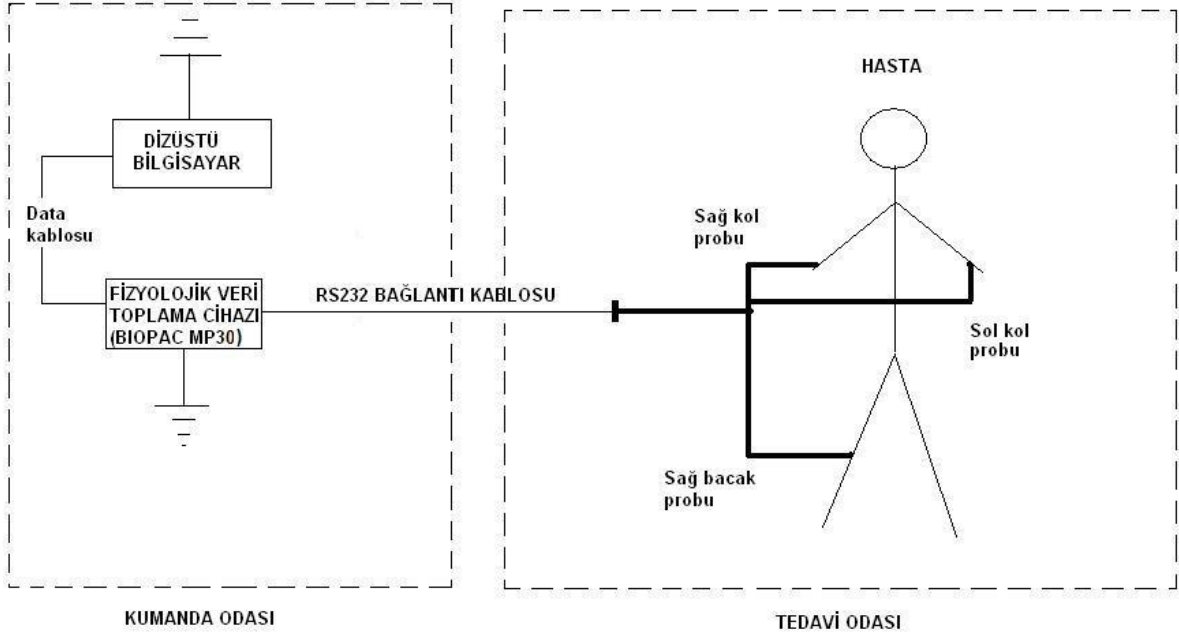 DİZÜSTÜ
BİLGİSAYAR
Data
kablosu
FİZYOLOJİK VERİ
TOPLAMA CİHAZI
(BIOPAC MP30)
KUMANDA ODASI
RS232 BAĞLANTI KABLOSU
HASTA
Sağ kol
probu
Sol kol
probu
Sağ bacak
probu
TEDAVİ ODASI